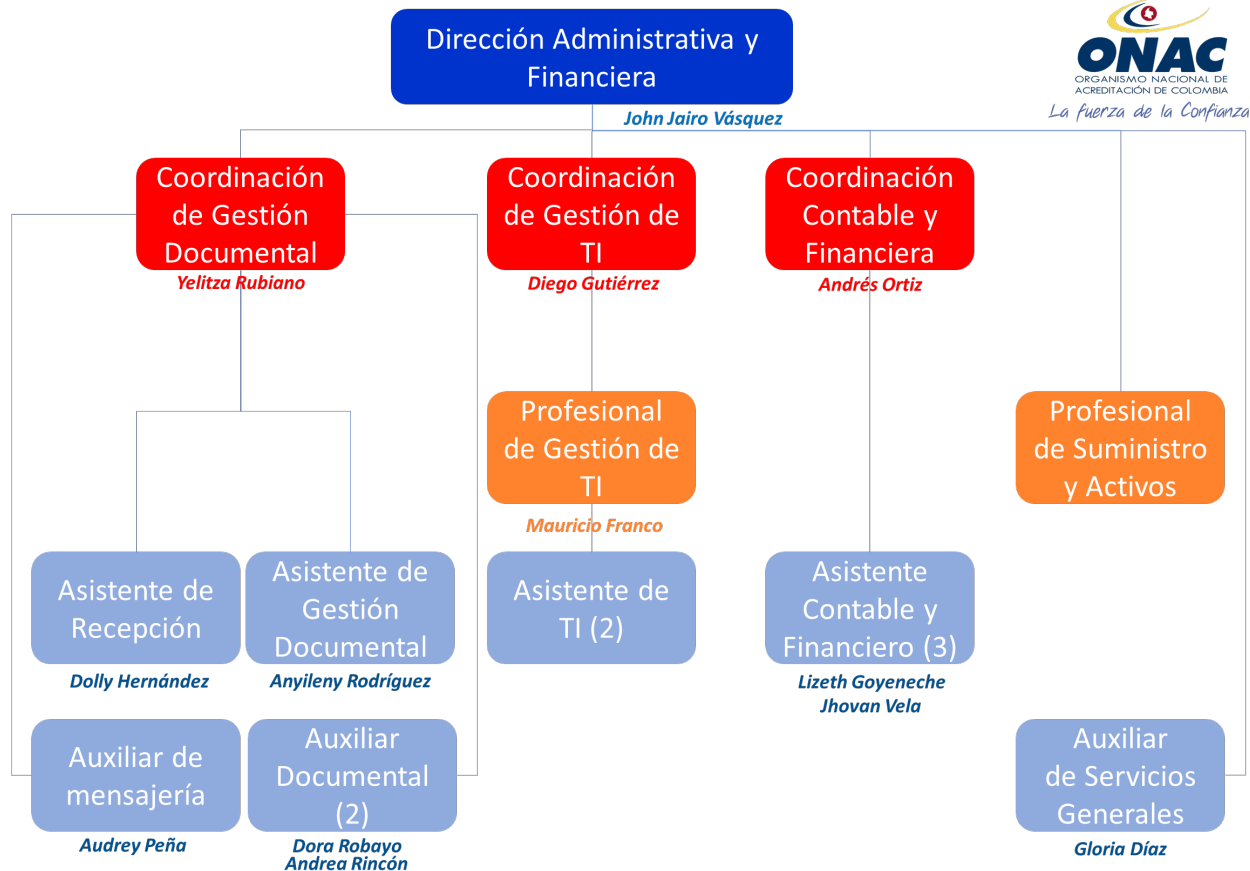 Dirección Administrativa y
Financiera
John Jairo Vásquez
ONAC
ORGANISMO NACIONAL DE
ACREDITACIÓN DE COLOMBIA
La fuerza de la Confianza
Coordinación
de Gestión
Documental
Yelitza Rubiano
Coordinación
de Gestión de
TI
Diego Gutiérrez
Coordinación
Contable y
Financiera
Andrés Ortiz
Profesional
de Gestión de
TI
Mauricio Franco
Profesional
de Suministro
y Activos
Asistente de
Recepción
Dolly Hernández
Asistente de
Gestión
Documental
Anyileny Rodríguez
Asistente de
TI (2)
Asistente
Contable y
Financiero (3)
Lizeth Goyeneche
Jhovan Vela
Auxiliar de
mensajería
Audrey Peña
Auxiliar
Documental
(2)
Dora Robayo
Andrea Rincón
Auxiliar
de Servicios
Generales
Gloria Díaz